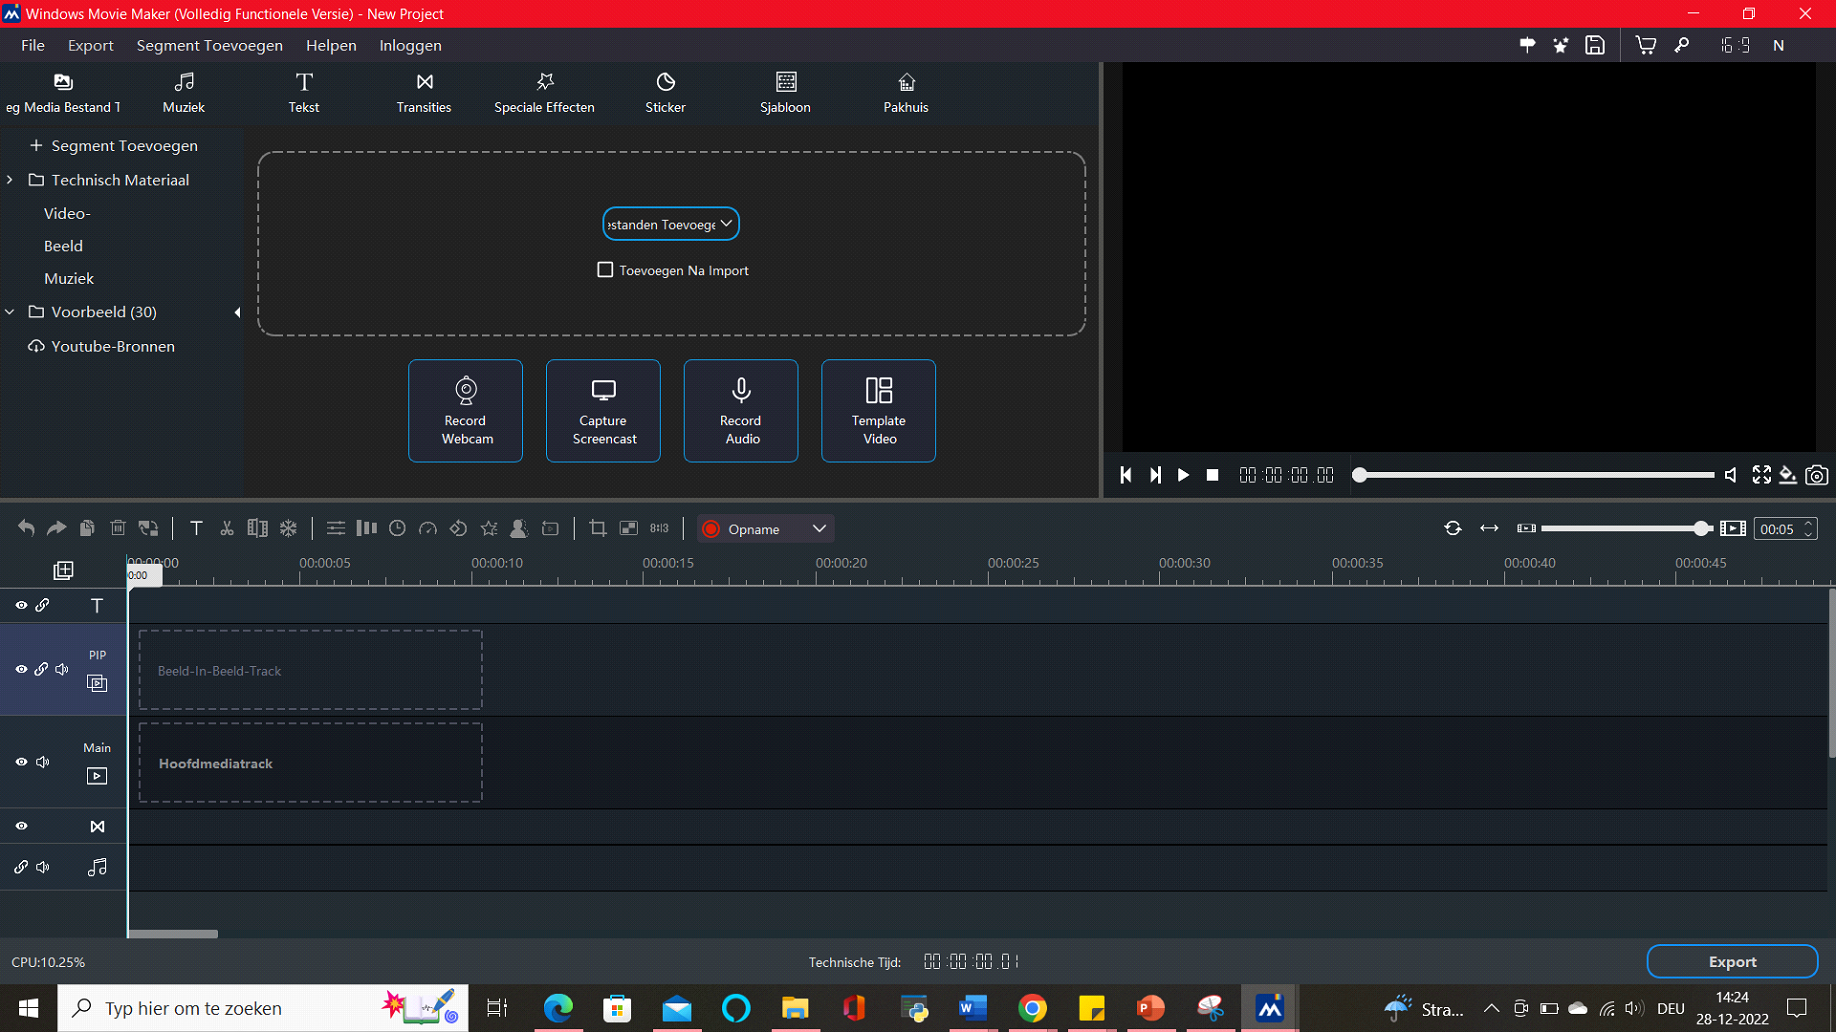 Windows Movie Maker (Volledig Functionele Versie) - New Project
File Export Segment Toevoegen Helpen Inloggen
16:9 N
eg Media Bestand T Muziek Tekst Transities Speciale Effecten Sticker Sjabloon Pakhuis
Segment Toevoegen
Technisch Materiaal
Video-
Beeld
Muziek
Voorbeeld (30)
Youtube-Bronnen
estanden Toevoege
Toevoegen Na Import
Record
Webcam
Capture
Screencast
Record
Audio
Template
Video
00:00:00.00
Opname
00:05
00:00:00 00:00:05 00:00:10 00:00:15 00:00:20 00:00:25 00:00:30 00:00:35 00:00:40 00:00:45
0:00
T
PIP
Beeld-In-Beeld-Track
Main
Hoofdmediatrack
CPU:10.25%
Technische Tijd: 00:00:00.01
Export
Typ hier om te zoeken
Stra...
DEU
14:24
28-12-2022